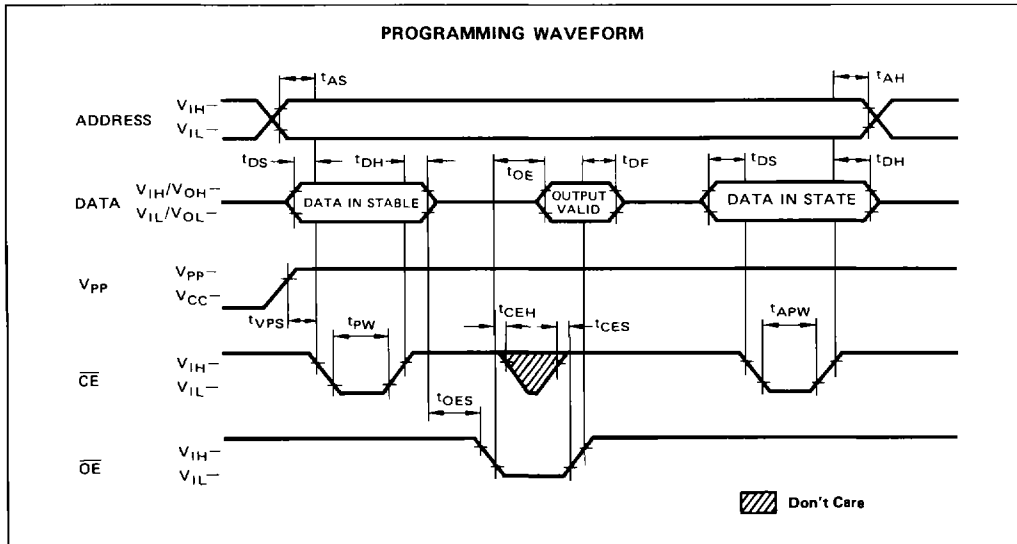 PROGRAMMING WAVEFORM
tAS
tAH
ADDRESS
VIH
VIL
tDS
tDH
tOE
tDF
tDS
tDH
DATA
VIH/VOH
VIL/VOL
DATA IN STABLE
OUTPUT
VALID
DATA IN STATE
VPP
VPP
VCC
tVPS
tPW
tCEH
tCES
tAPW
CE
VIH
VIL
tOES
OE
VIH
VIL
Don't Care